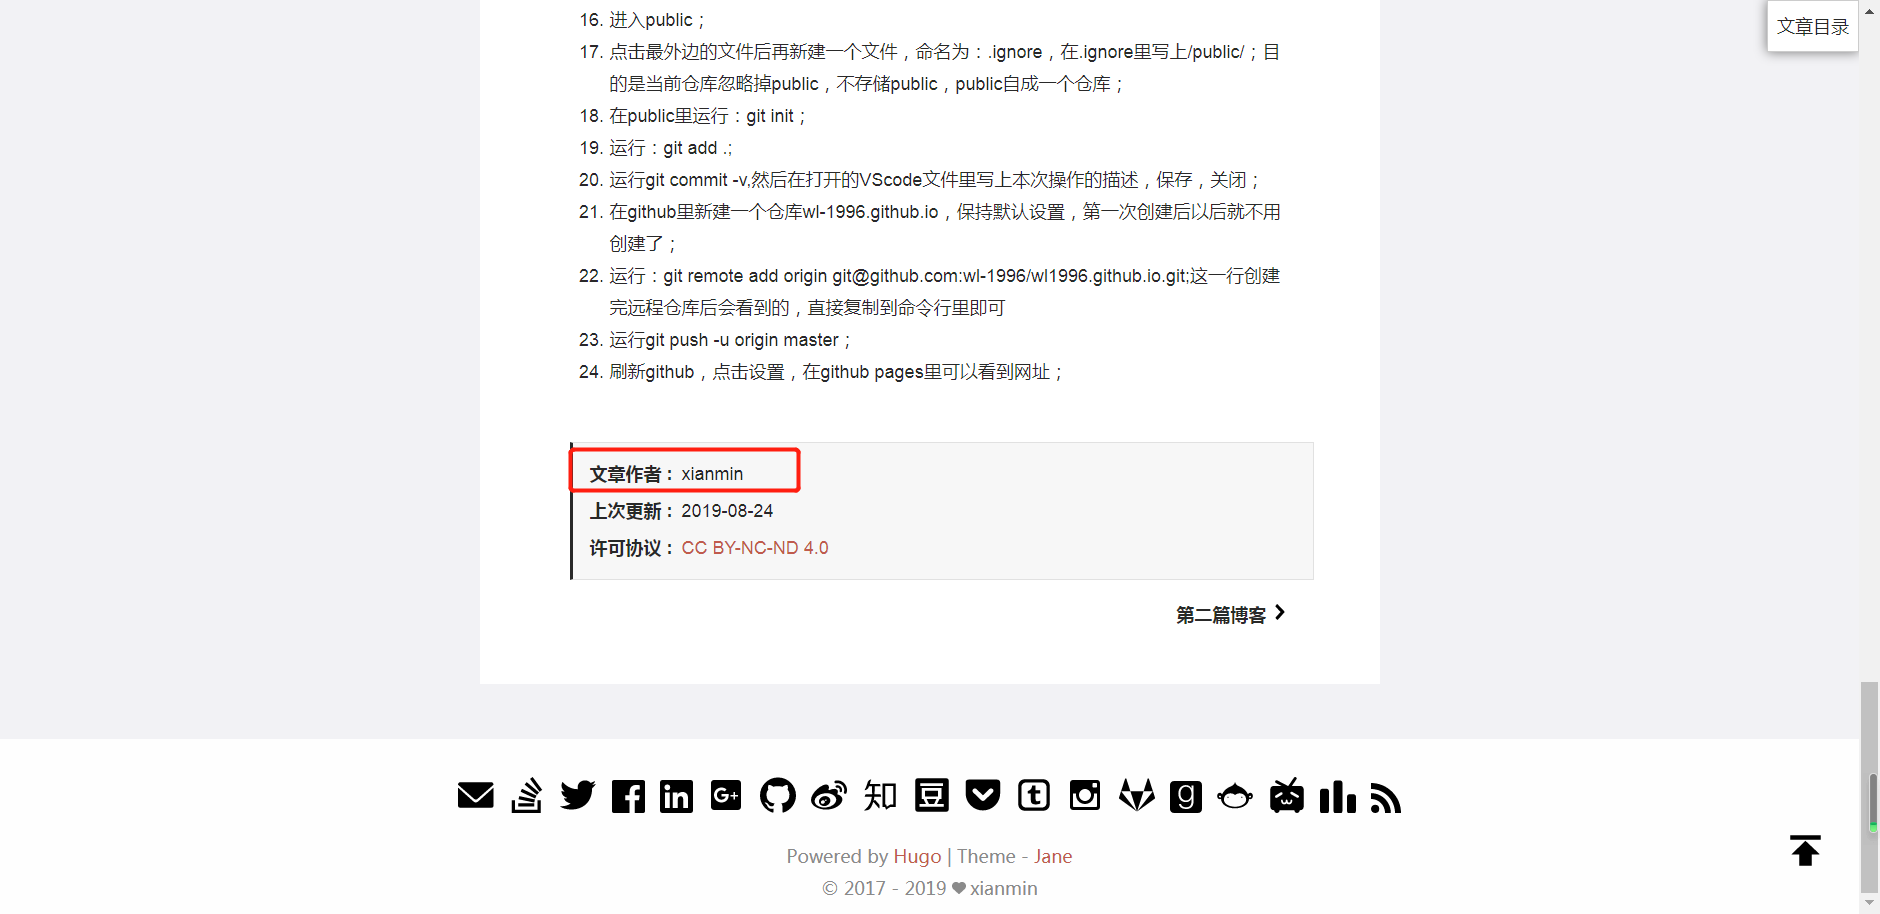 文章目录
16. 进入public；
17. 点击最外边的文件后再新建一个文件，命名为：.ignore，在.ignore里写上/public/；目
的是当前仓库忽略掉public，不存储public，public自成一个仓库；
18. 在public里运行：git init；
19. 运行：git add .;
20. 运行git commit -v,然后在打开的VScode文件里写上本次操作的描述，保存，关闭；
21. 在github里新建一个仓库wl-1996.github.io，保持默认设置，第一次创建后以后就不用
创建了；
22. 运行：git remote add origin git@github.com:wl-1996/wl1996.github.io.git;这一行创建
完远程仓库后会看到的，直接复制到命令行里即可
23. 运行git push -u origin master；
24. 刷新github，点击设置，在github pages里可以看到网址；
文章作者： xianmin
上次更新： 2019-08-24
许可协议： CC BY-NC-ND 4.0
第二篇博客
in G+ 知 豆 t g
Powered by Hugo | Theme - Jane
© 2017 - 2019 ♥ xianmin